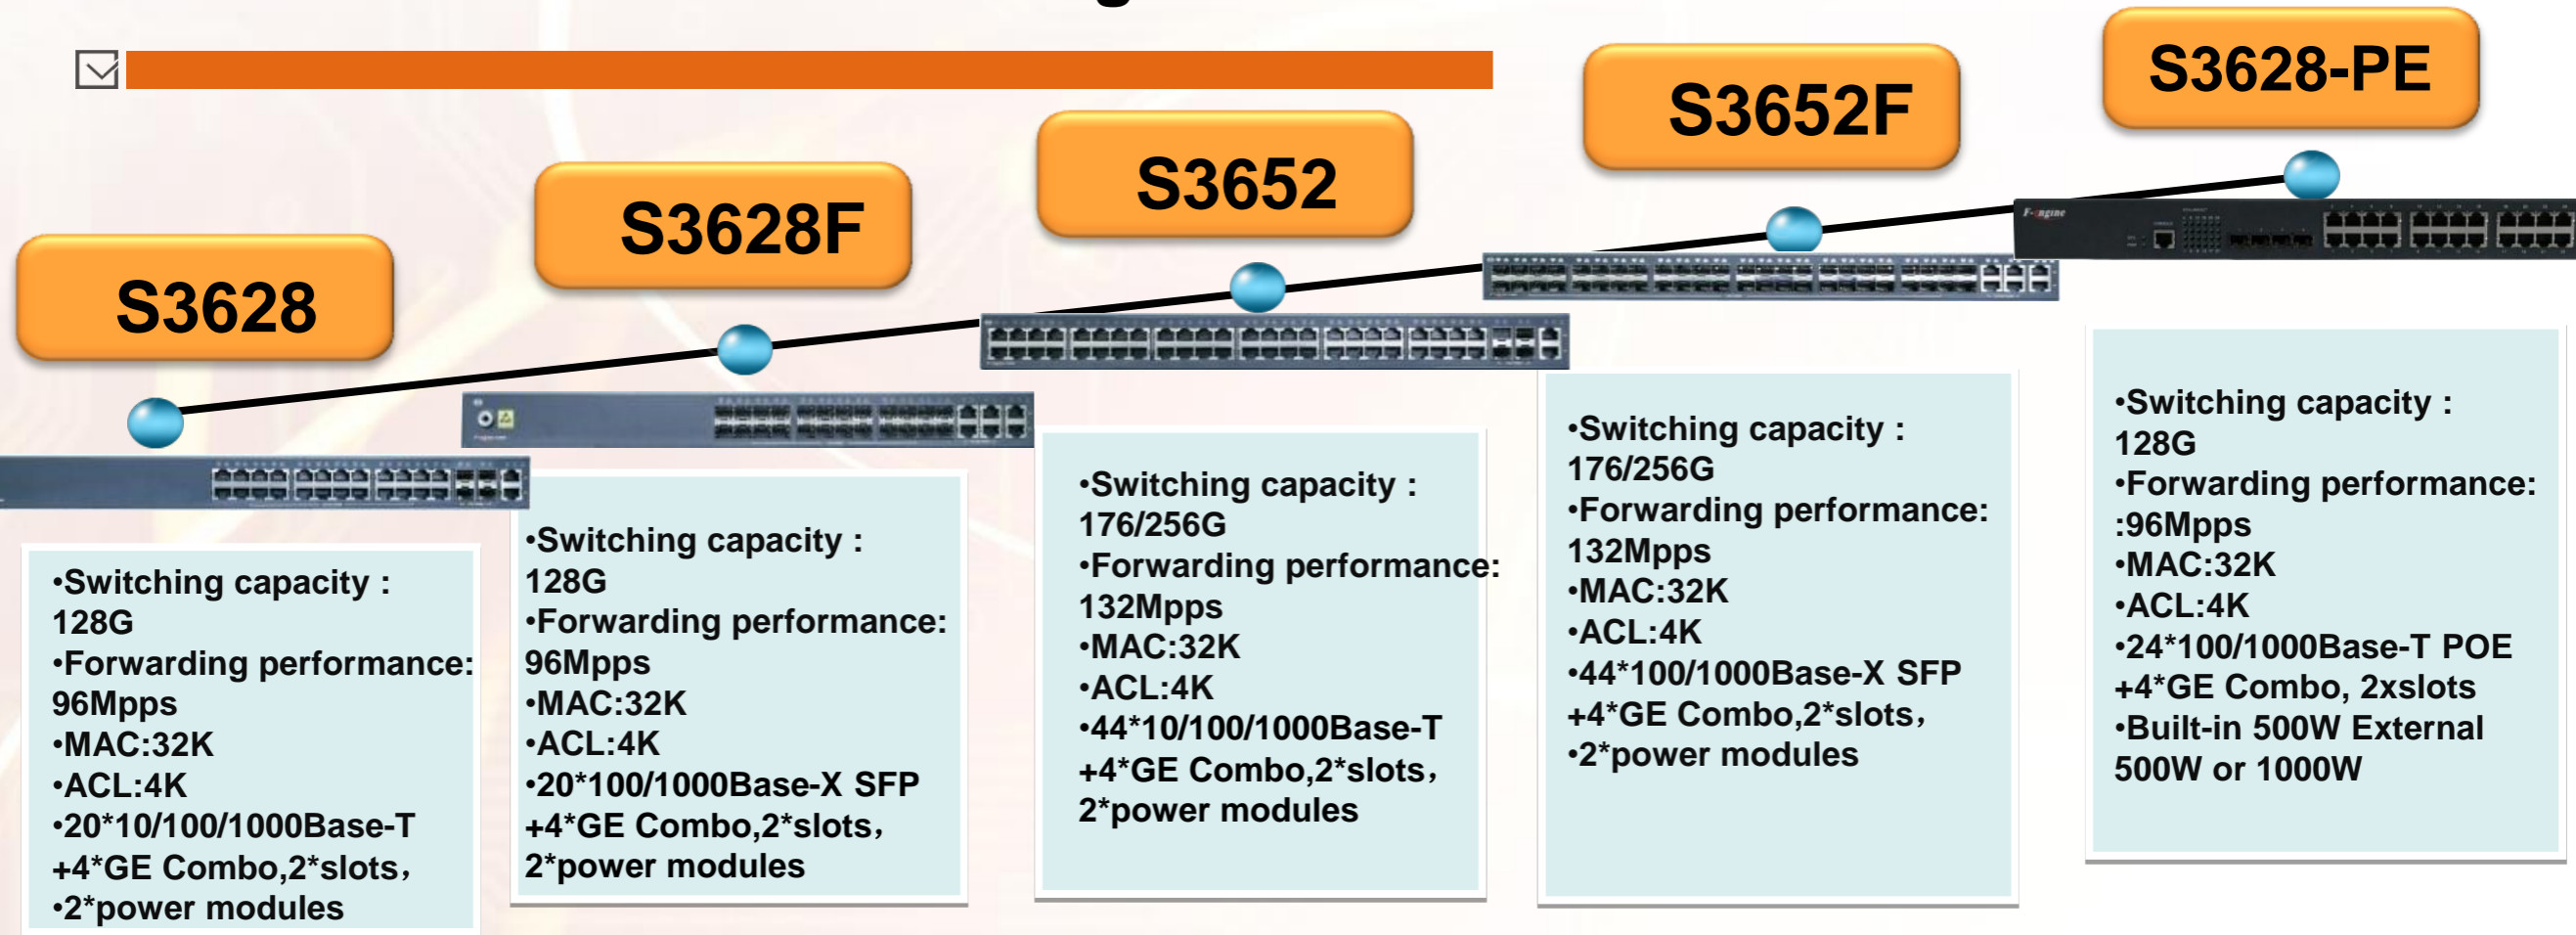 S3628
•Switching capacity :
128G
•Forwarding performance:
96Mpps
•MAC:32K
•ACL:4K
•20*10/100/1000Base-T
+4*GE Combo,2*slots，
•2*power modules
S3628F
•Switching capacity :
128G
•Forwarding performance:
96Mpps
•MAC:32K
•ACL:4K
•20*100/1000Base-X SFP
+4*GE Combo,2*slots，
2*power modules
S3652
•Switching capacity :
176/256G
•Forwarding performance:
132Mpps
•MAC:32K
•ACL:4K
•44*10/100/1000Base-T
+4*GE Combo,2*slots，
2*power modules
S3652F
•Switching capacity :
176/256G
•Forwarding performance:
132Mpps
•MAC:32K
•ACL:4K
•44*100/1000Base-X SFP
+4*GE Combo,2*slots，
•2*power modules
S3628-PE
F-engine
•Switching capacity :
128G
•Forwarding performance:
:96Mpps
•MAC:32K
•ACL:4K
•24*100/1000Base-T POE
+4*GE Combo, 2xslots
•Built-in 500W External
500W or 1000W